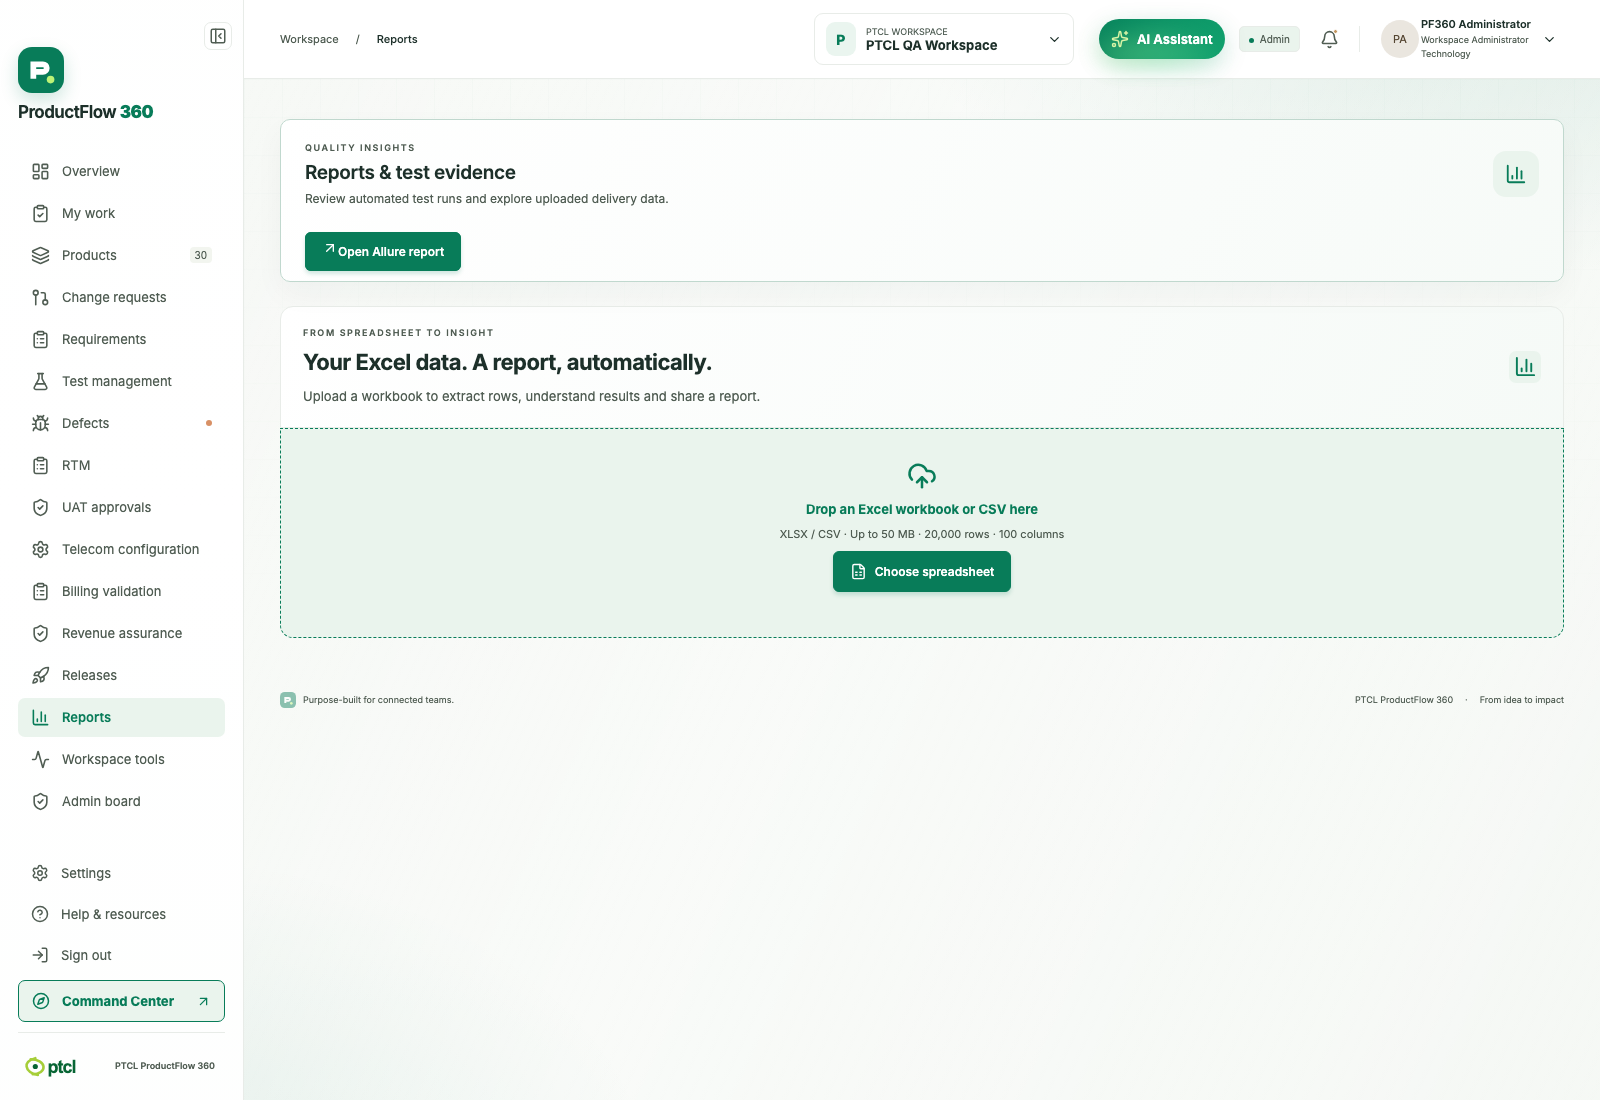 ProductFlow 360
Overview
My work
Products 30
Change requests
Requirements
Test management
Defects
RTM
UAT approvals
Telecom configuration
Billing validation
Revenue assurance
Releases
Reports
Workspace tools
Admin board
Settings
Help & resources
Sign out
Command Center
ptcl PTCL ProductFlow 360
Workspace / Reports
P
PTCL WORKSPACE
PTCL QA Workspace
AI Assistant
Admin
PA
PF360 Administrator
Workspace Administrator
Technology
QUALITY INSIGHTS
Reports & test evidence
Review automated test runs and explore uploaded delivery data.
Open Allure report
FROM SPREADSHEET TO INSIGHT
Your Excel data. A report, automatically.
Upload a workbook to extract rows, understand results and share a report.
Drop an Excel workbook or CSV here
XLSX / CSV · Up to 50 MB · 20,000 rows · 100 columns
Choose spreadsheet
P. Purpose-built for connected teams.
PTCL ProductFlow 360 · From idea to impact